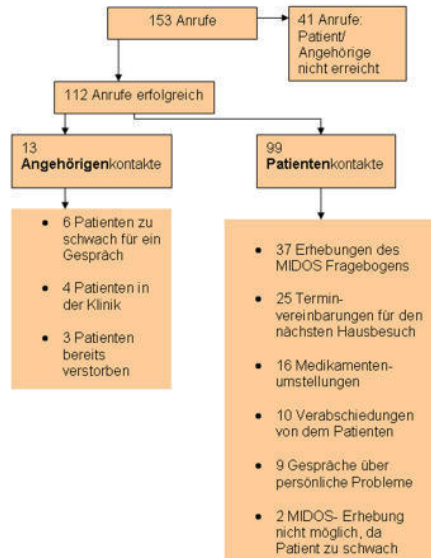 153 Anrufe
41 Anrufe:
Patient/
Angehörige
nicht erreicht
112 Anrufe erfolgreich
13
Angehörigenkontakte
99
Patientenkontakte
• 6 Patienten zu
schwach für ein
Gespräch
• 4 Patienten in
der Klinik
• 3 Patienten
bereits
verstorben
• 37 Erhebungen des
MIDOS Fragebogens
• 25 Termin-
vereinbarungen für den
nächsten Hausbesuch
• 16 Medikamenten-
umstellungen
• 10 Verabschiedungen
von dem Patienten
• 9 Gespräche über
persönliche Probleme
• 2 MIDOS- Erhebung
nicht möglich, da
Patient zu schwach